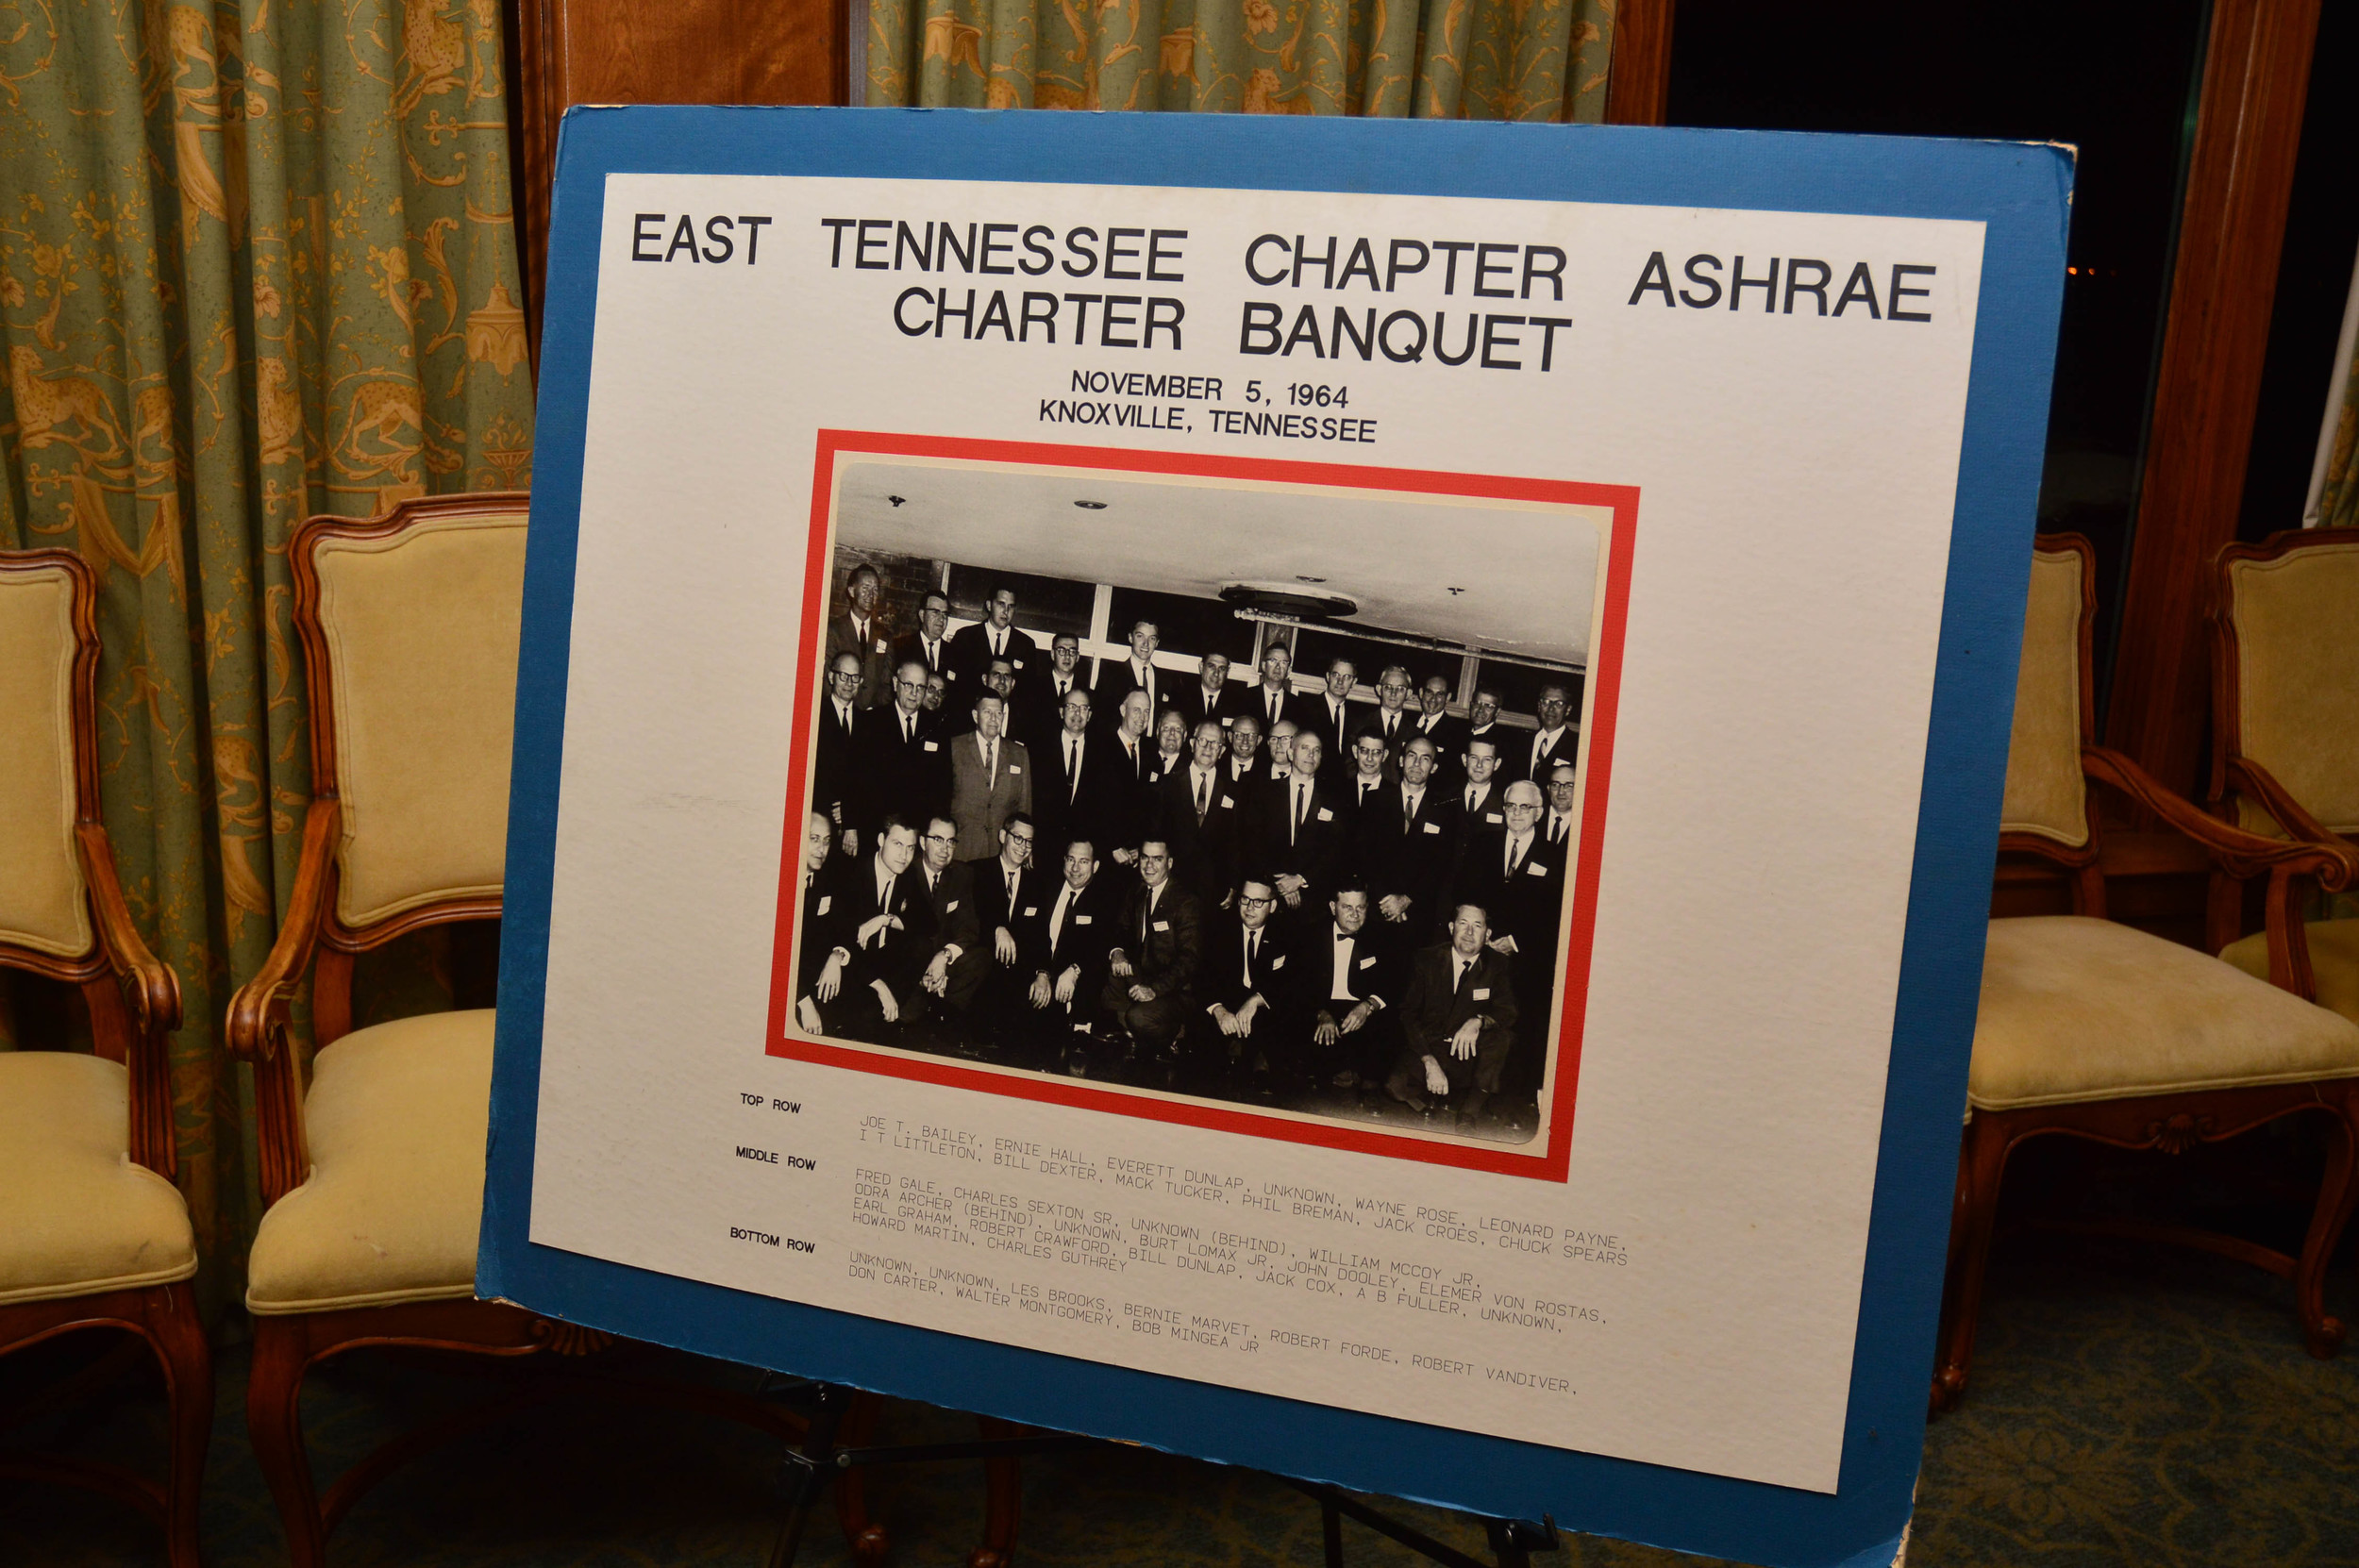 EAST TENNESSEE CHAPTER ASHRAE
CHARTER BANQUET
NOVEMBER 5, 1964
KNOXVILLE, TENNESSEE
TOP ROW
JOE T. BAILEY, ERNIE HALL, EVERETT DUNLAP, UNKNOWN, WAYNE ROSE, LEONARD PAYNE,
I T LITTLETON, BILL DEXTER, MACK TUCKER, PHIL BREMAN, JACK CROES, CHUCK SPEARS
MIDDLE ROW
FRED GALE, CHARLES SEXTON SR, UNKNOWN (BEHIND), WILLIAM MCCOY JR,
ODRA ARCHER (BEHIND), UNKNOWN, BURT LOMAX JR, JOHN DOOLEY, ELEMER VON ROSTAS,
EARL GRAHAM, ROBERT CRAWFORD, BILL DUNLAP, JACK COX, A B FULLER, UNKNOWN,
HOWARD MARTIN, CHARLES GUTHREY
BOTTOM ROW
UNKNOWN, UNKNOWN, LES BROOKS, BERNIE MARVET, ROBERT FORDE, ROBERT VANDIVER,
DON CARTER, WALTER MONTGOMERY, BOB MINGEA JR